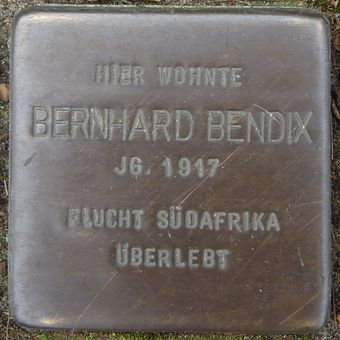 HIER WOHNTE
BERNHARD BENDIX
JG. 1917
FLUCHT SÜDAFRIKA
ÜBERLEBT